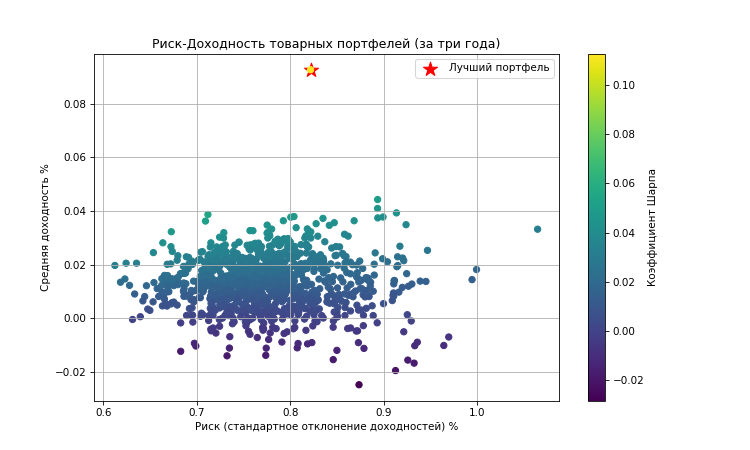 Риск-Доходность товарных портфелей (за три года)
Лучший портфель
Средняя доходность %
0.08
0.06
0.04
0.02
0.00
−0.02
0.6 0.7 0.8 0.9 1.0
Риск (стандартное отклонение доходностей) %
0.10
0.08
0.06
0.04
0.02
0.00
−0.02
Коэффициент Шарпа